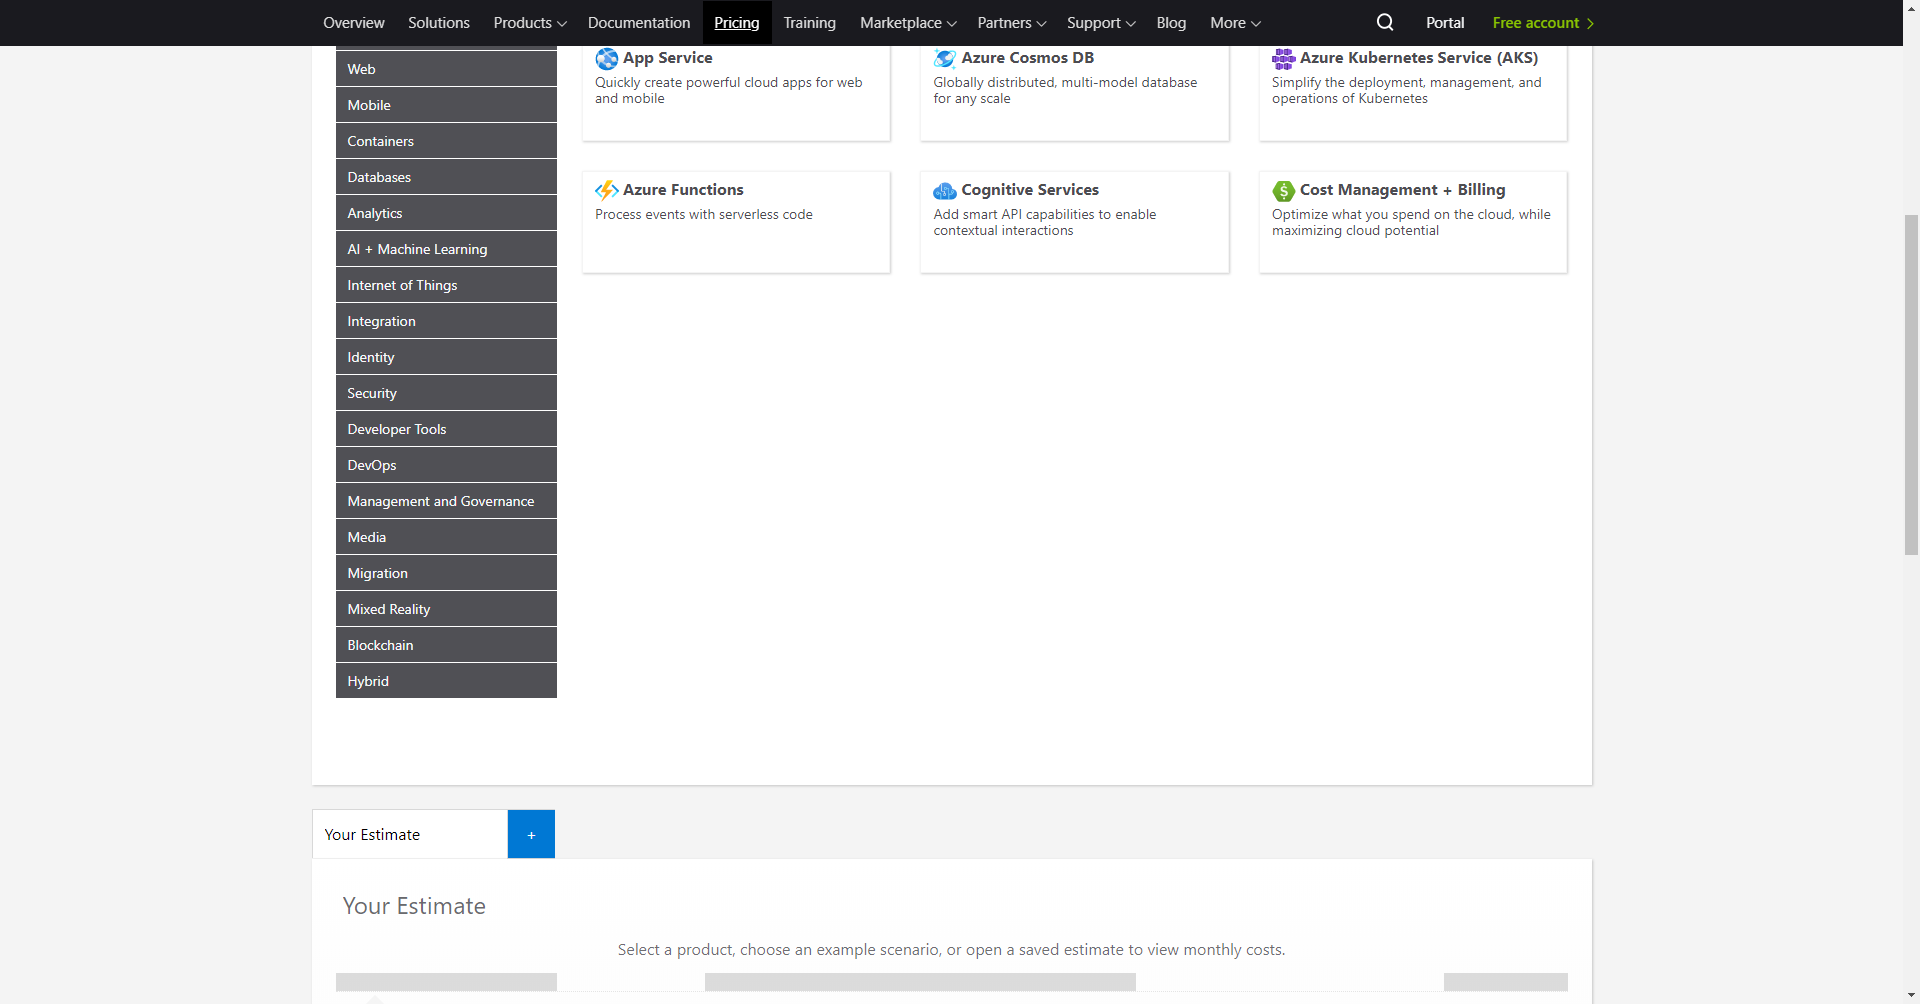 Overview Solutions Products Documentation Pricing Training Marketplace Partners Support Blog More Portal Free account
Web
Mobile
Containers
Databases
Analytics
AI + Machine Learning
Internet of Things
Integration
Identity
Security
Developer Tools
DevOps
Management and Governance
Media
Migration
Mixed Reality
Blockchain
Hybrid
App Service
Quickly create powerful cloud apps for web
and mobile
Azure Cosmos DB
Globally distributed, multi-model database
for any scale
Azure Kubernetes Service (AKS)
Simplify the deployment, management, and
operations of Kubernetes
Azure Functions
Process events with serverless code
Cognitive Services
Add smart API capabilities to enable
contextual interactions
Cost Management + Billing
Optimize what you spend on the cloud, while
maximizing cloud potential
Your Estimate +
Your Estimate
Select a product, choose an example scenario, or open a saved estimate to view monthly costs.